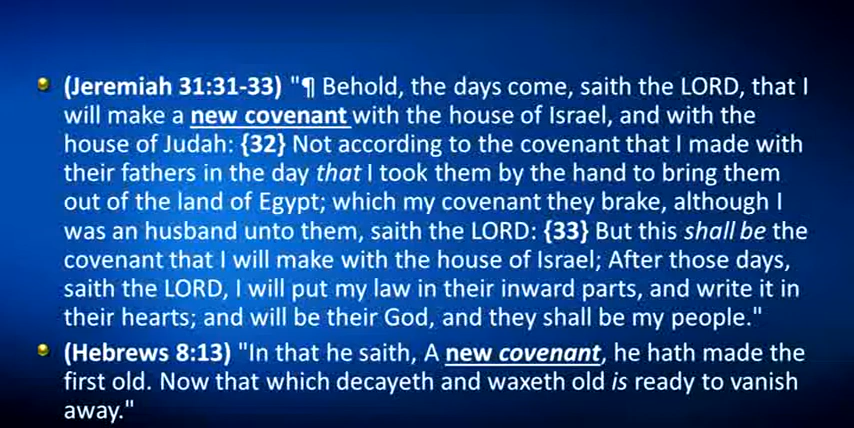 (Jeremiah 31:31-33) "¶ Behold, the days come, saith the LORD, that I
will make a new covenant with the house of Israel, and with the
house of Judah: {32} Not according to the covenant that I made with
their fathers in the day that I took them by the hand to bring them
out of the land of Egypt; which my covenant they brake, although I
was an husband unto them, saith the LORD: {33} But this shall be the
covenant that I will make with the house of Israel; After those days,
saith the LORD, I will put my law in their inward parts, and write it in
their hearts; and will be their God, and they shall be my people."
(Hebrews 8:13) "In that he saith, A new covenant, he hath made the
first old. Now that which decayeth and waxeth old is ready to vanish
away."